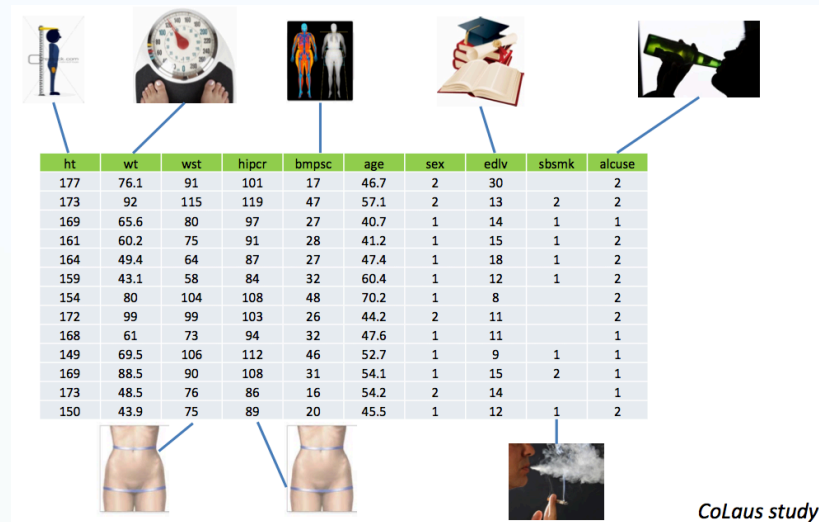 ht wt wst hipcr bmpsc age sex edlv sbsmk alcuse
177 76.1 91 101 17 46.7 2 30 2
173 92 115 119 47 57.1 2 13 2 2
169 65.6 80 97 27 40.7 1 14 1 1
161 60.2 75 91 28 41.2 1 15 1 2
164 49.4 64 87 27 47.4 1 18 1 2
159 43.1 58 84 32 60.4 1 12 1 2
154 80 104 108 48 70.2 1 8 2
172 99 99 103 26 44.2 2 11 2
168 61 73 94 32 47.6 1 11 1
149 69.5 106 112 46 52.7 1 9 1 1
169 88.5 90 108 31 54.1 1 15 2 1
173 48.5 76 86 16 54.2 2 14 1
150 43.9 75 89 20 45.5 1 12 1 2
CoLaus study